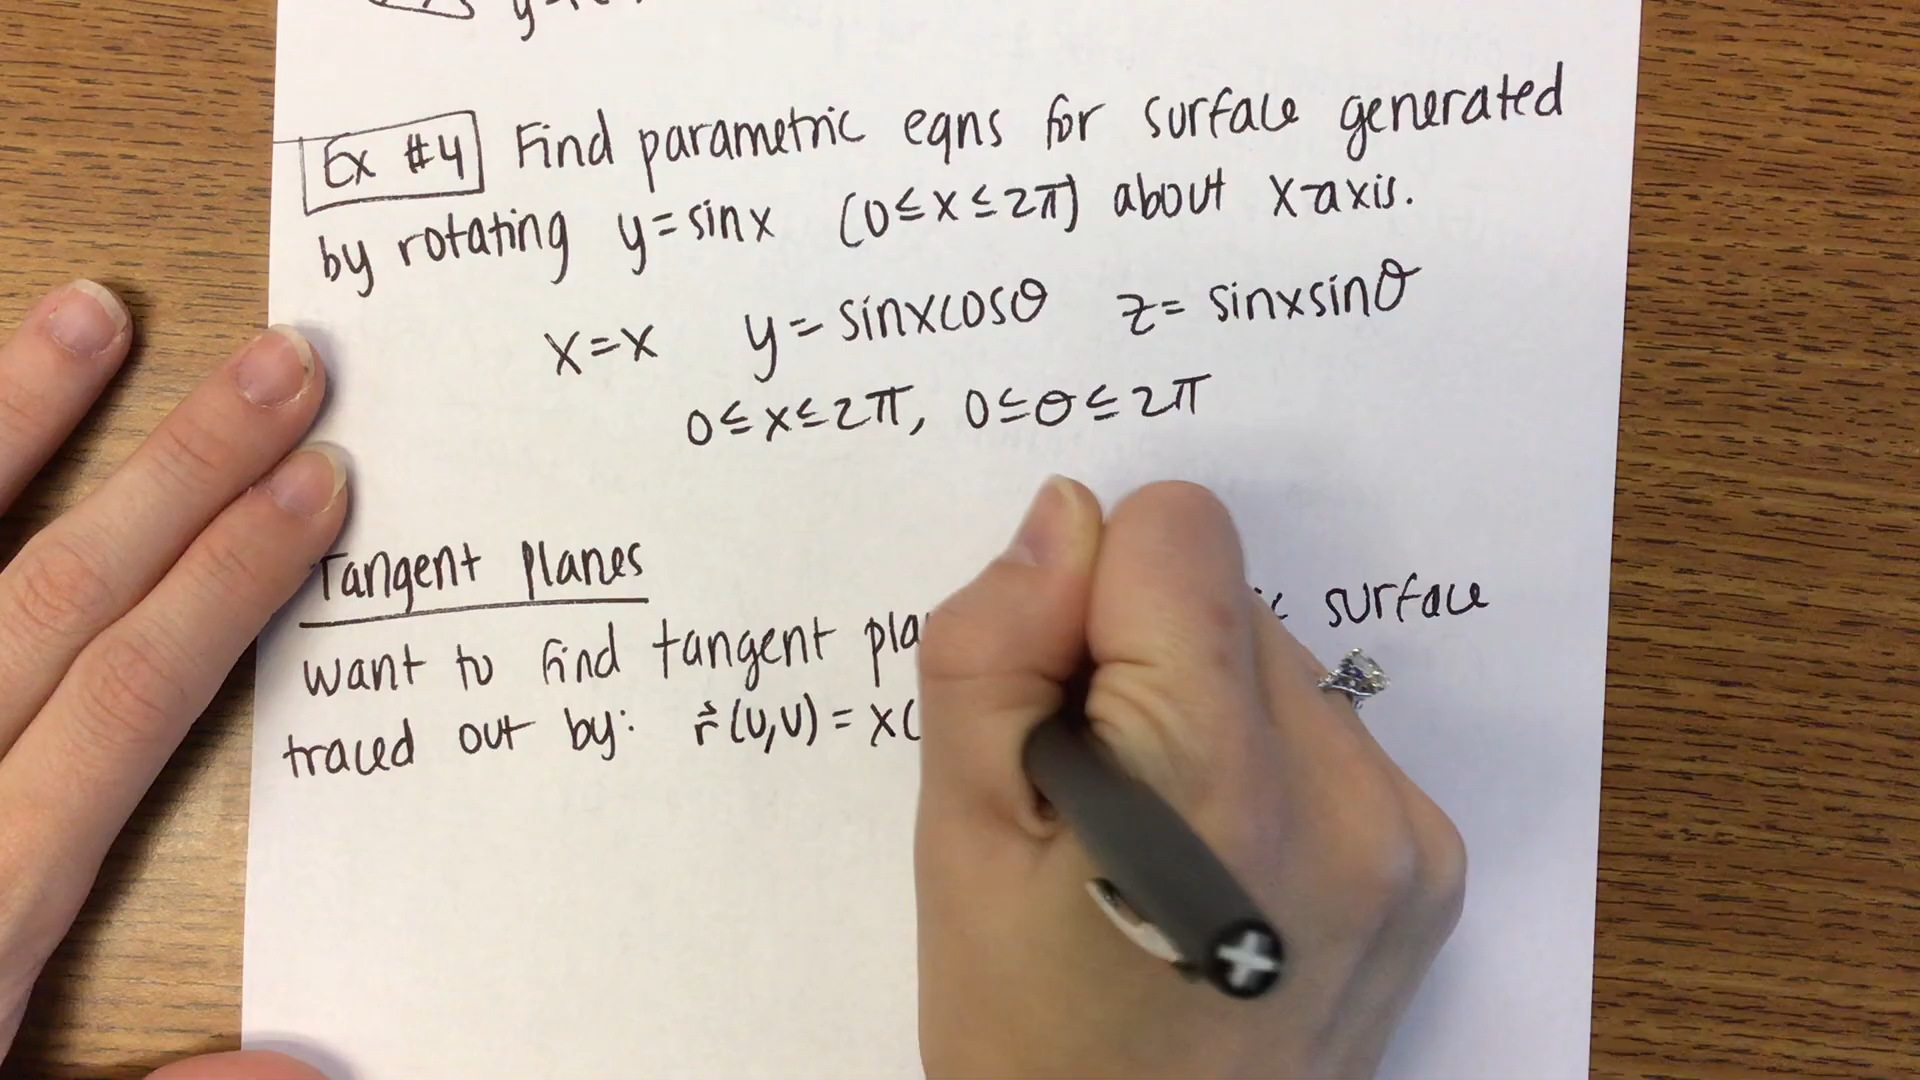 Ex #4 Find parametric eqns for surface generated
by rotating y=sinx (0≤x≤2π) about x-axis.
x=x y=sinxcosθ z=sinxsinθ
0≤x≤2π, 0≤θ≤2π
Tangent Planes
want to find tangent surface
traced out by: r⃗(u,v) = x(